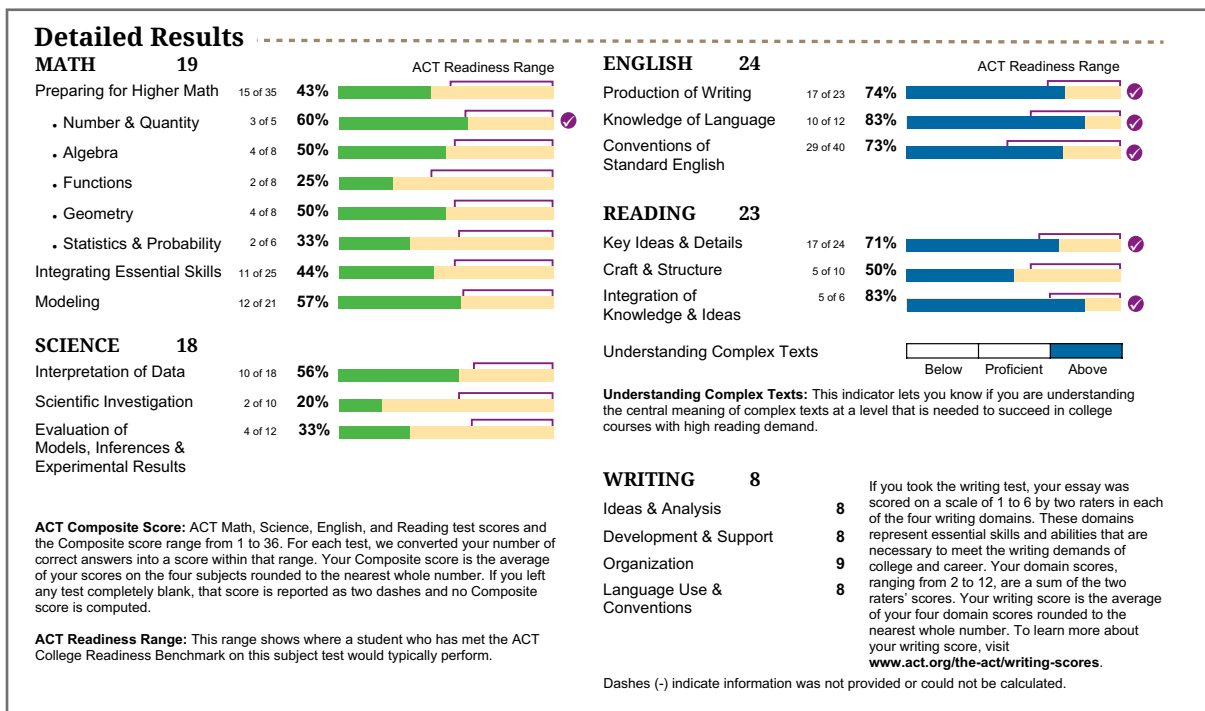 Detailed Results
MATH 19
ACT Readiness Range
Preparing for Higher Math 15 of 35 43%
• Number & Quantity 3 of 5 60%
• Algebra 4 of 8 50%
• Functions 2 of 8 25%
• Geometry 4 of 8 50%
• Statistics & Probability 2 of 6 33%
Integrating Essential Skills 11 of 25 44%
Modeling 12 of 21 57%
SCIENCE 18
Interpretation of Data 10 of 18 56%
Scientific Investigation 2 of 10 20%
Evaluation of 4 of 12 33%
Models, Inferences &
Experimental Results
ACT Composite Score: ACT Math, Science, English, and Reading test scores and
the Composite score range from 1 to 36. For each test, we converted your number of
correct answers into a score within that range. Your Composite score is the average
of your scores on the four subjects rounded to the nearest whole number. If you left
any test completely blank, that score is reported as two dashes and no Composite
score is computed.
ACT Readiness Range: This range shows where a student who has met the ACT
College Readiness Benchmark on this subject test would typically perform.
ENGLISH 24
ACT Readiness Range
Production of Writing 17 of 23 74%
Knowledge of Language 10 of 12 83%
Conventions of 29 of 40 73%
Standard English
READING 23
Key Ideas & Details 17 of 24 71%
Craft & Structure 5 of 10 50%
Integration of 5 of 6 83%
Knowledge & Ideas
Understanding Complex Texts
Below Proficient Above
Understanding Complex Texts: This indicator lets you know if you are understanding
the central meaning of complex texts at a level that is needed to succeed in college
courses with high reading demand.
WRITING 8
Ideas & Analysis 8
Development & Support 8
Organization 9
Language Use & 8
Conventions
If you took the writing test, your essay was
scored on a scale of 1 to 6 by two raters in each
of the four writing domains. These domains
represent essential skills and abilities that are
necessary to meet the writing demands of
college and career. Your domain scores,
ranging from 2 to 12, are a sum of the two
raters' scores. Your writing score is the average
of your four domain scores rounded to the
nearest whole number. To learn more about
your writing score, visit
www.act.org/the-act/writing-scores.
Dashes (-) indicate information was not provided or could not be calculated.